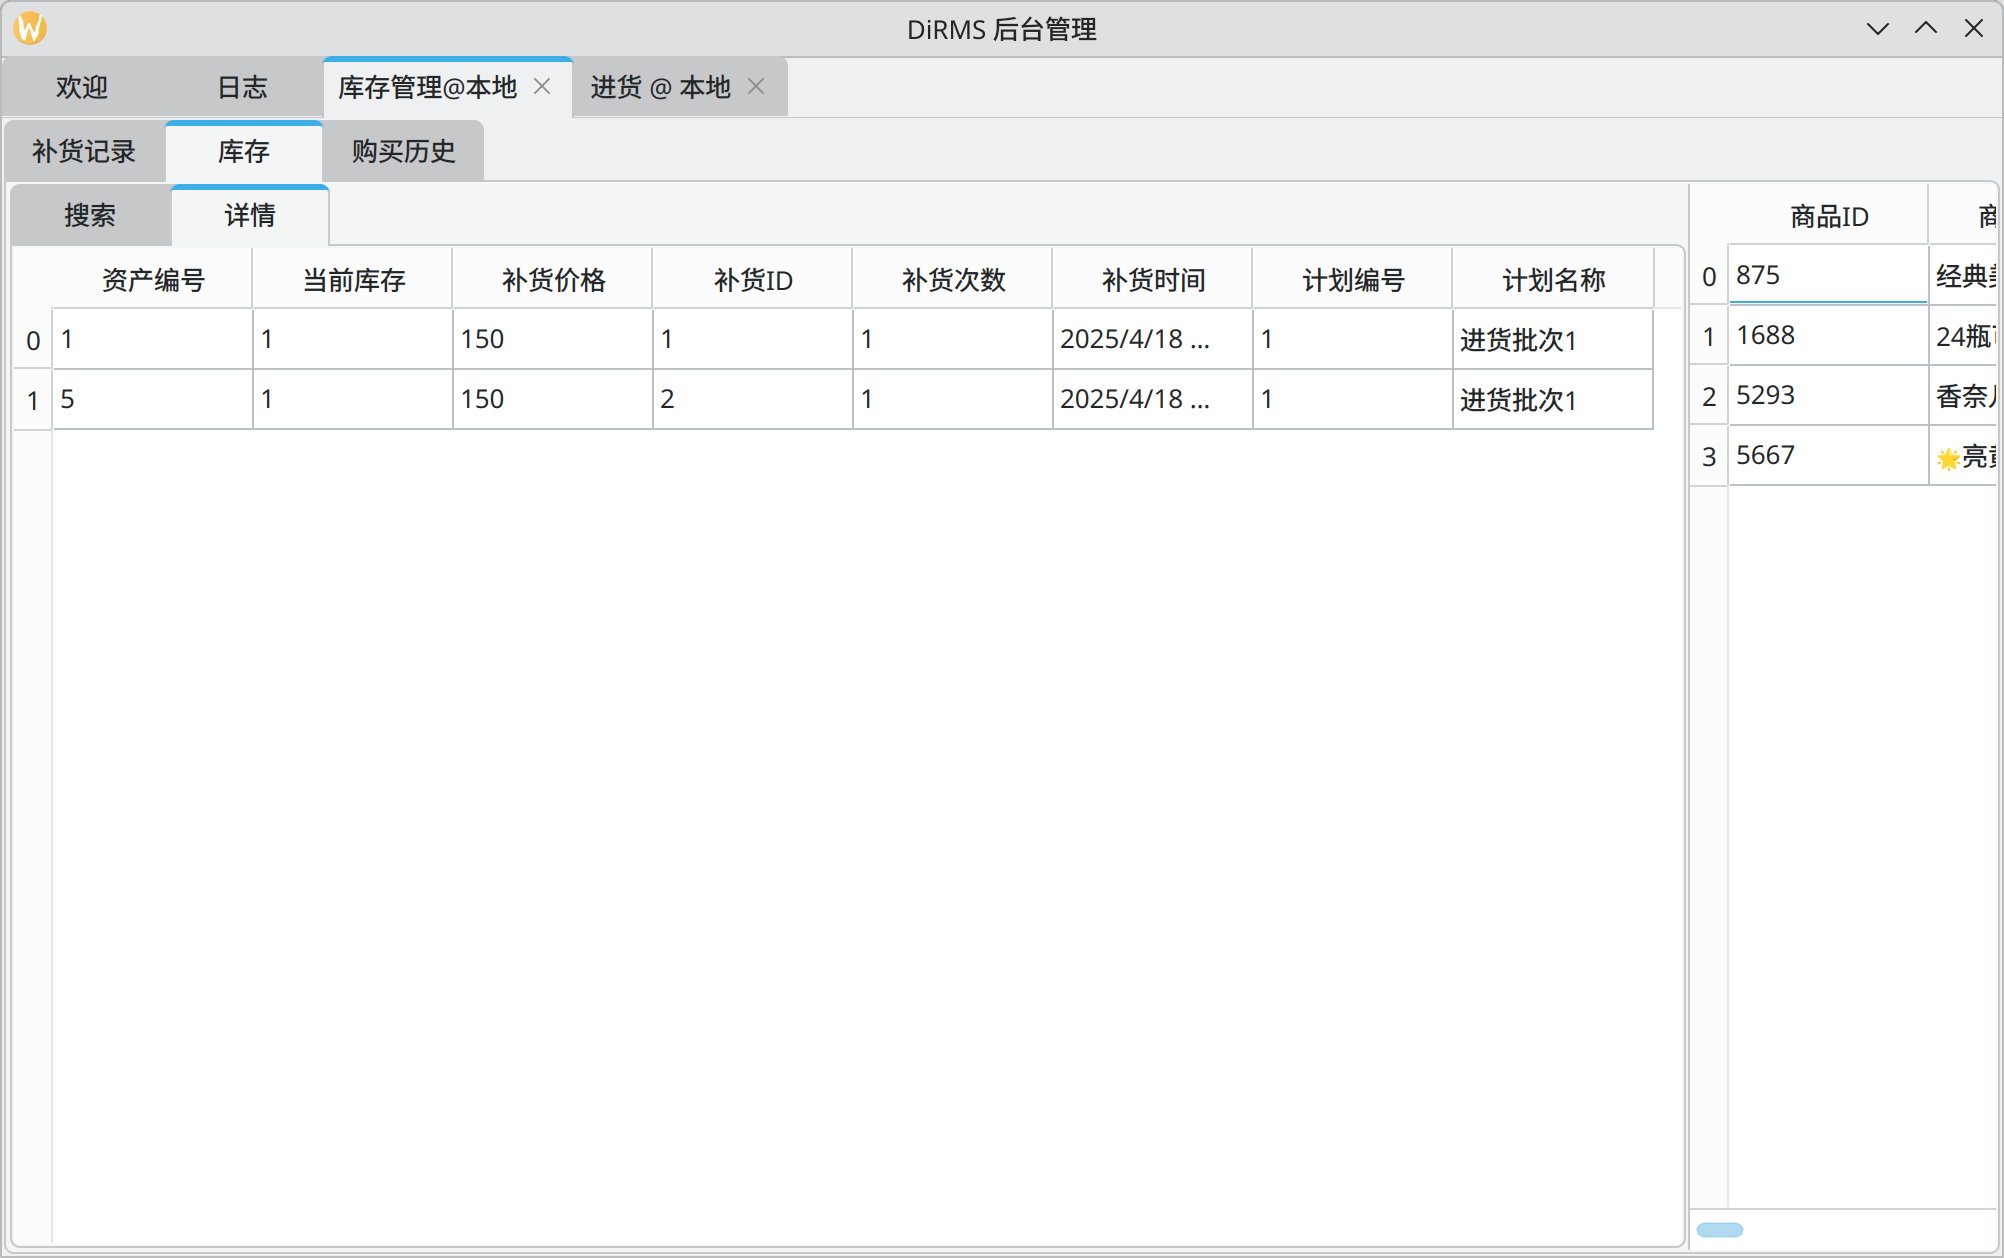 DiRMS 后台管理
欢迎 日志 库存管理@本地 进货 @ 本地
补货记录 库存 购买历史
搜索 详情
资产编号 当前库存 补货价格 补货ID 补货次数 补货时间 计划编号 计划名称
0 1 1 150 1 1 2025/4/18 ... 1 进货批次1
1 5 1 150 2 1 2025/4/18 ... 1 进货批次1
商品ID 商
0 875 经典
1 1688 24瓶
2 5293 香奈
3 5667 🌟亮